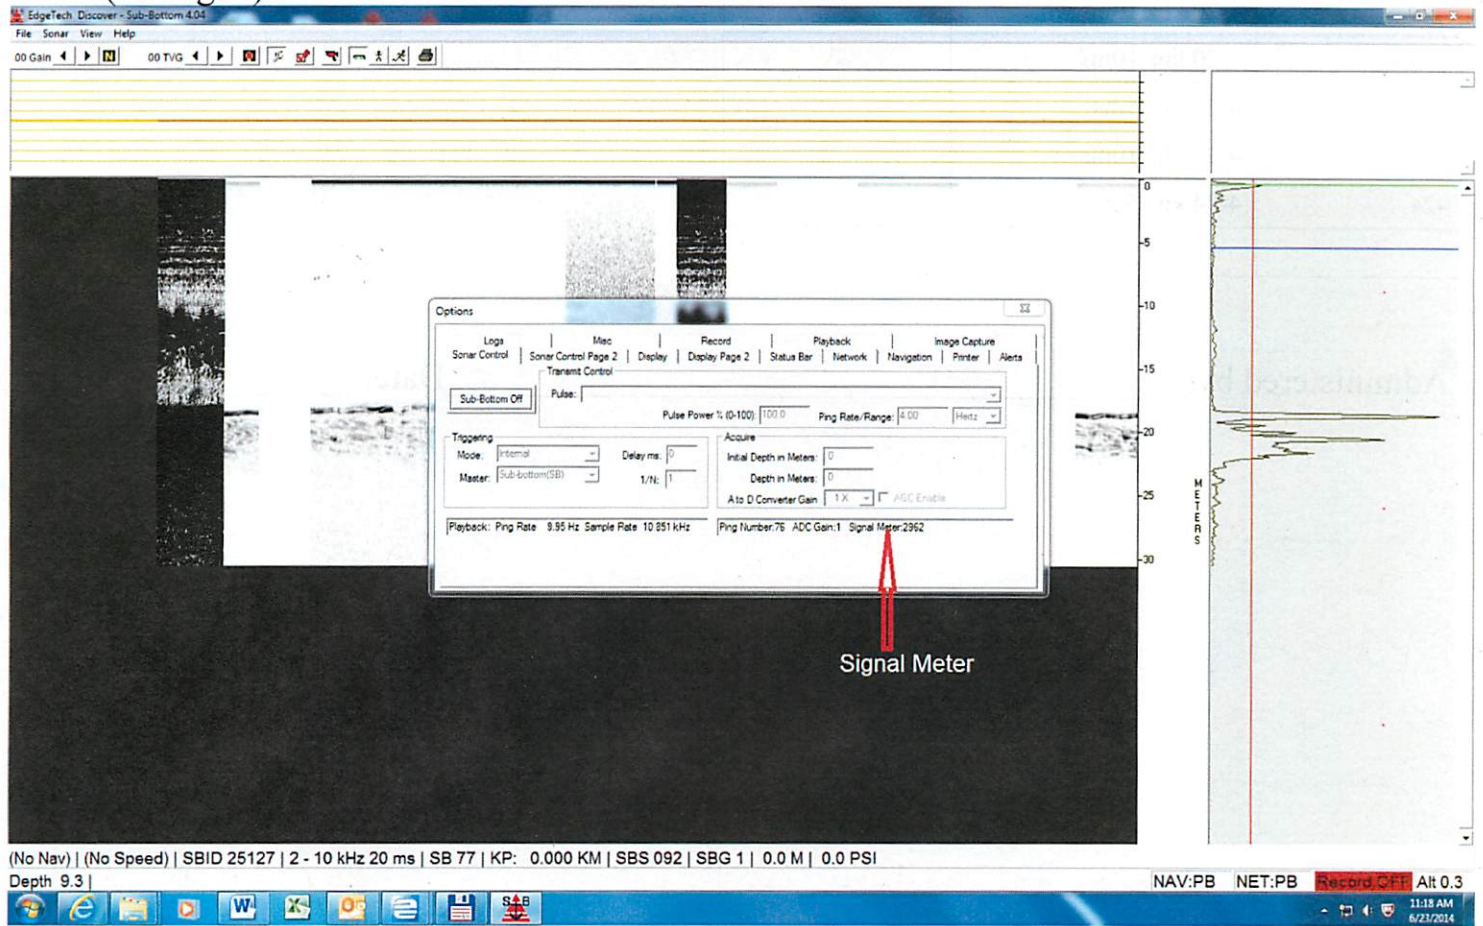 EdgeTech Discover - Sub-Bottom 4.04
File Sonar View Help
00 Gain N 00 TVG
0
-5
-10
-15
-20
-25
-30
METERS
Options
Logs Misc Record Playback Image Capture
Sonar Control Sonar Control Page 2 Display Display Page 2 Status Bar Network Navigation Printer Alerts
Transmit Control
Sub-Bottom Off Pulse:
Pulse Power % (0-100): 100.0 Ping Rate/Range: 4.00 Hertz
Triggering Acquire
Mode: Internal Delay ms: 0 Initial Depth in Meters: 0
Master: Sub-bottom(SB) 1/N: 1 Depth in Meters: 0
A to D Converter Gain 1 X AGC Enable
Playback: Ping Rate 9.95 Hz Sample Rate 10.851 kHz Ping Number:76 ADC Gain:1 Signal Meter:2962
Signal Meter
(No Nav) | (No Speed) | SBID 25127 | 2 - 10 kHz 20 ms | SB 77 | KP: 0.000 KM | SBS 092 | SBG 1 | 0.0 M | 0.0 PSI
Depth 9.3 | NAV:PB NET:PB Record OFF Alt 0.3
11:18 AM
6/23/2014